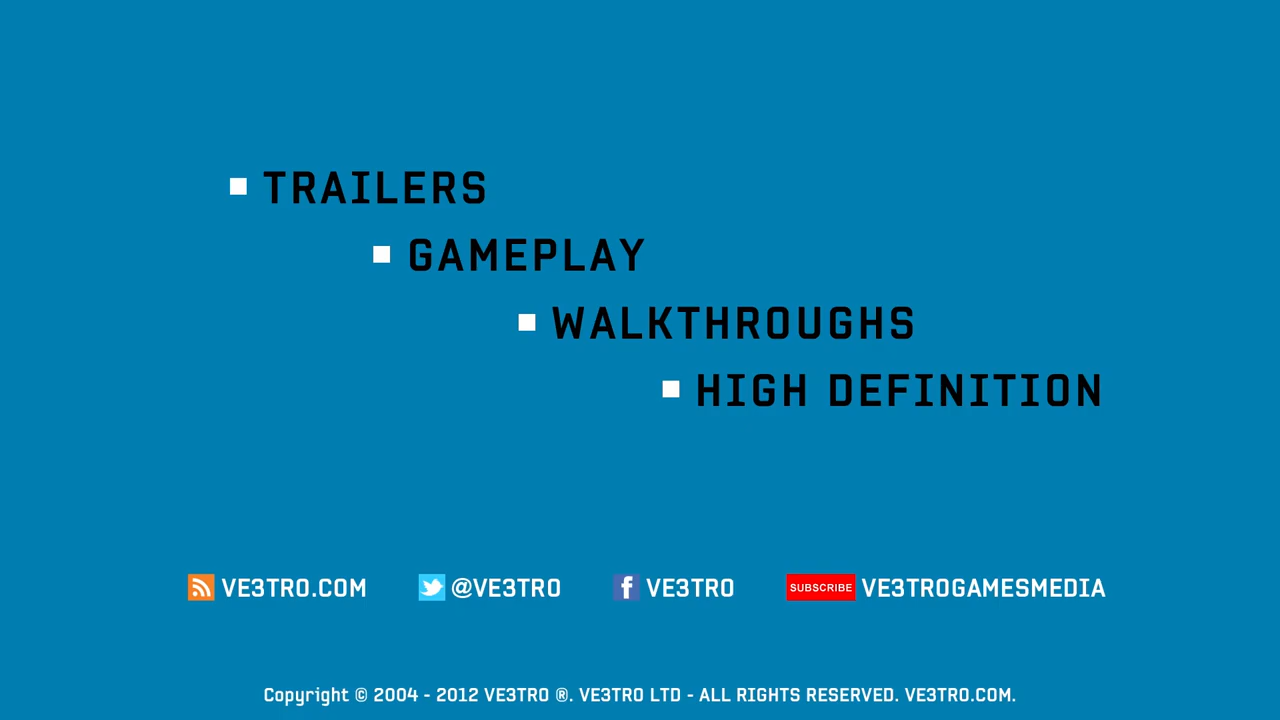 TRAILERS
GAMEPLAY
WALKTHROUGHS
HIGH DEFINITION
VE3TRO.COM @VE3TRO VE3TRO SUBSCRIBE VE3TROGAMESMEDIA
Copyright © 2004 - 2012 VE3TRO ®. VE3TRO LTD - ALL RIGHTS RESERVED. VE3TRO.COM.